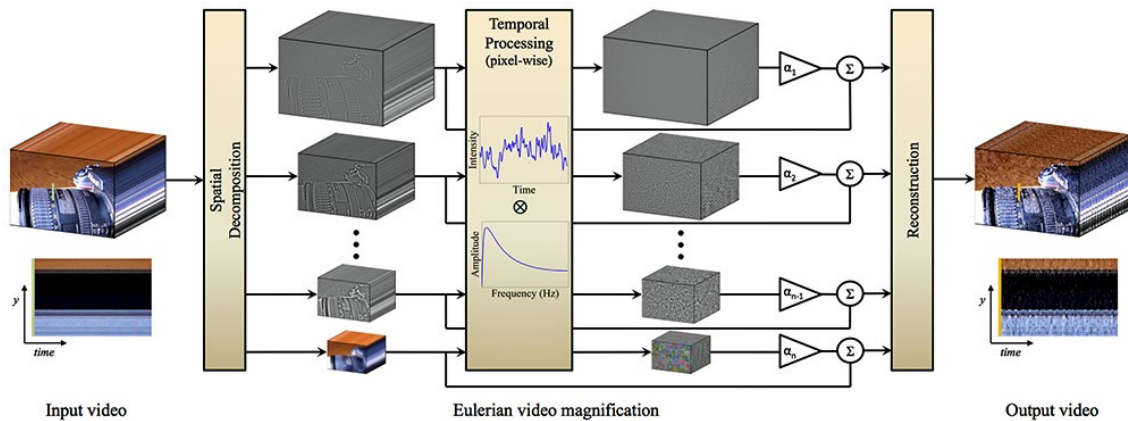 Temporal
Processing
(pixel-wise)
α1
Σ
Intensity
Time
⊗
Spatial
Decomposition
α2
Σ
Reconstruction
Amplitude
Frequency (Hz)
αn-1
Σ
αn
Σ
y
time
y
time
Input video
Eulerian video magnification
Output video